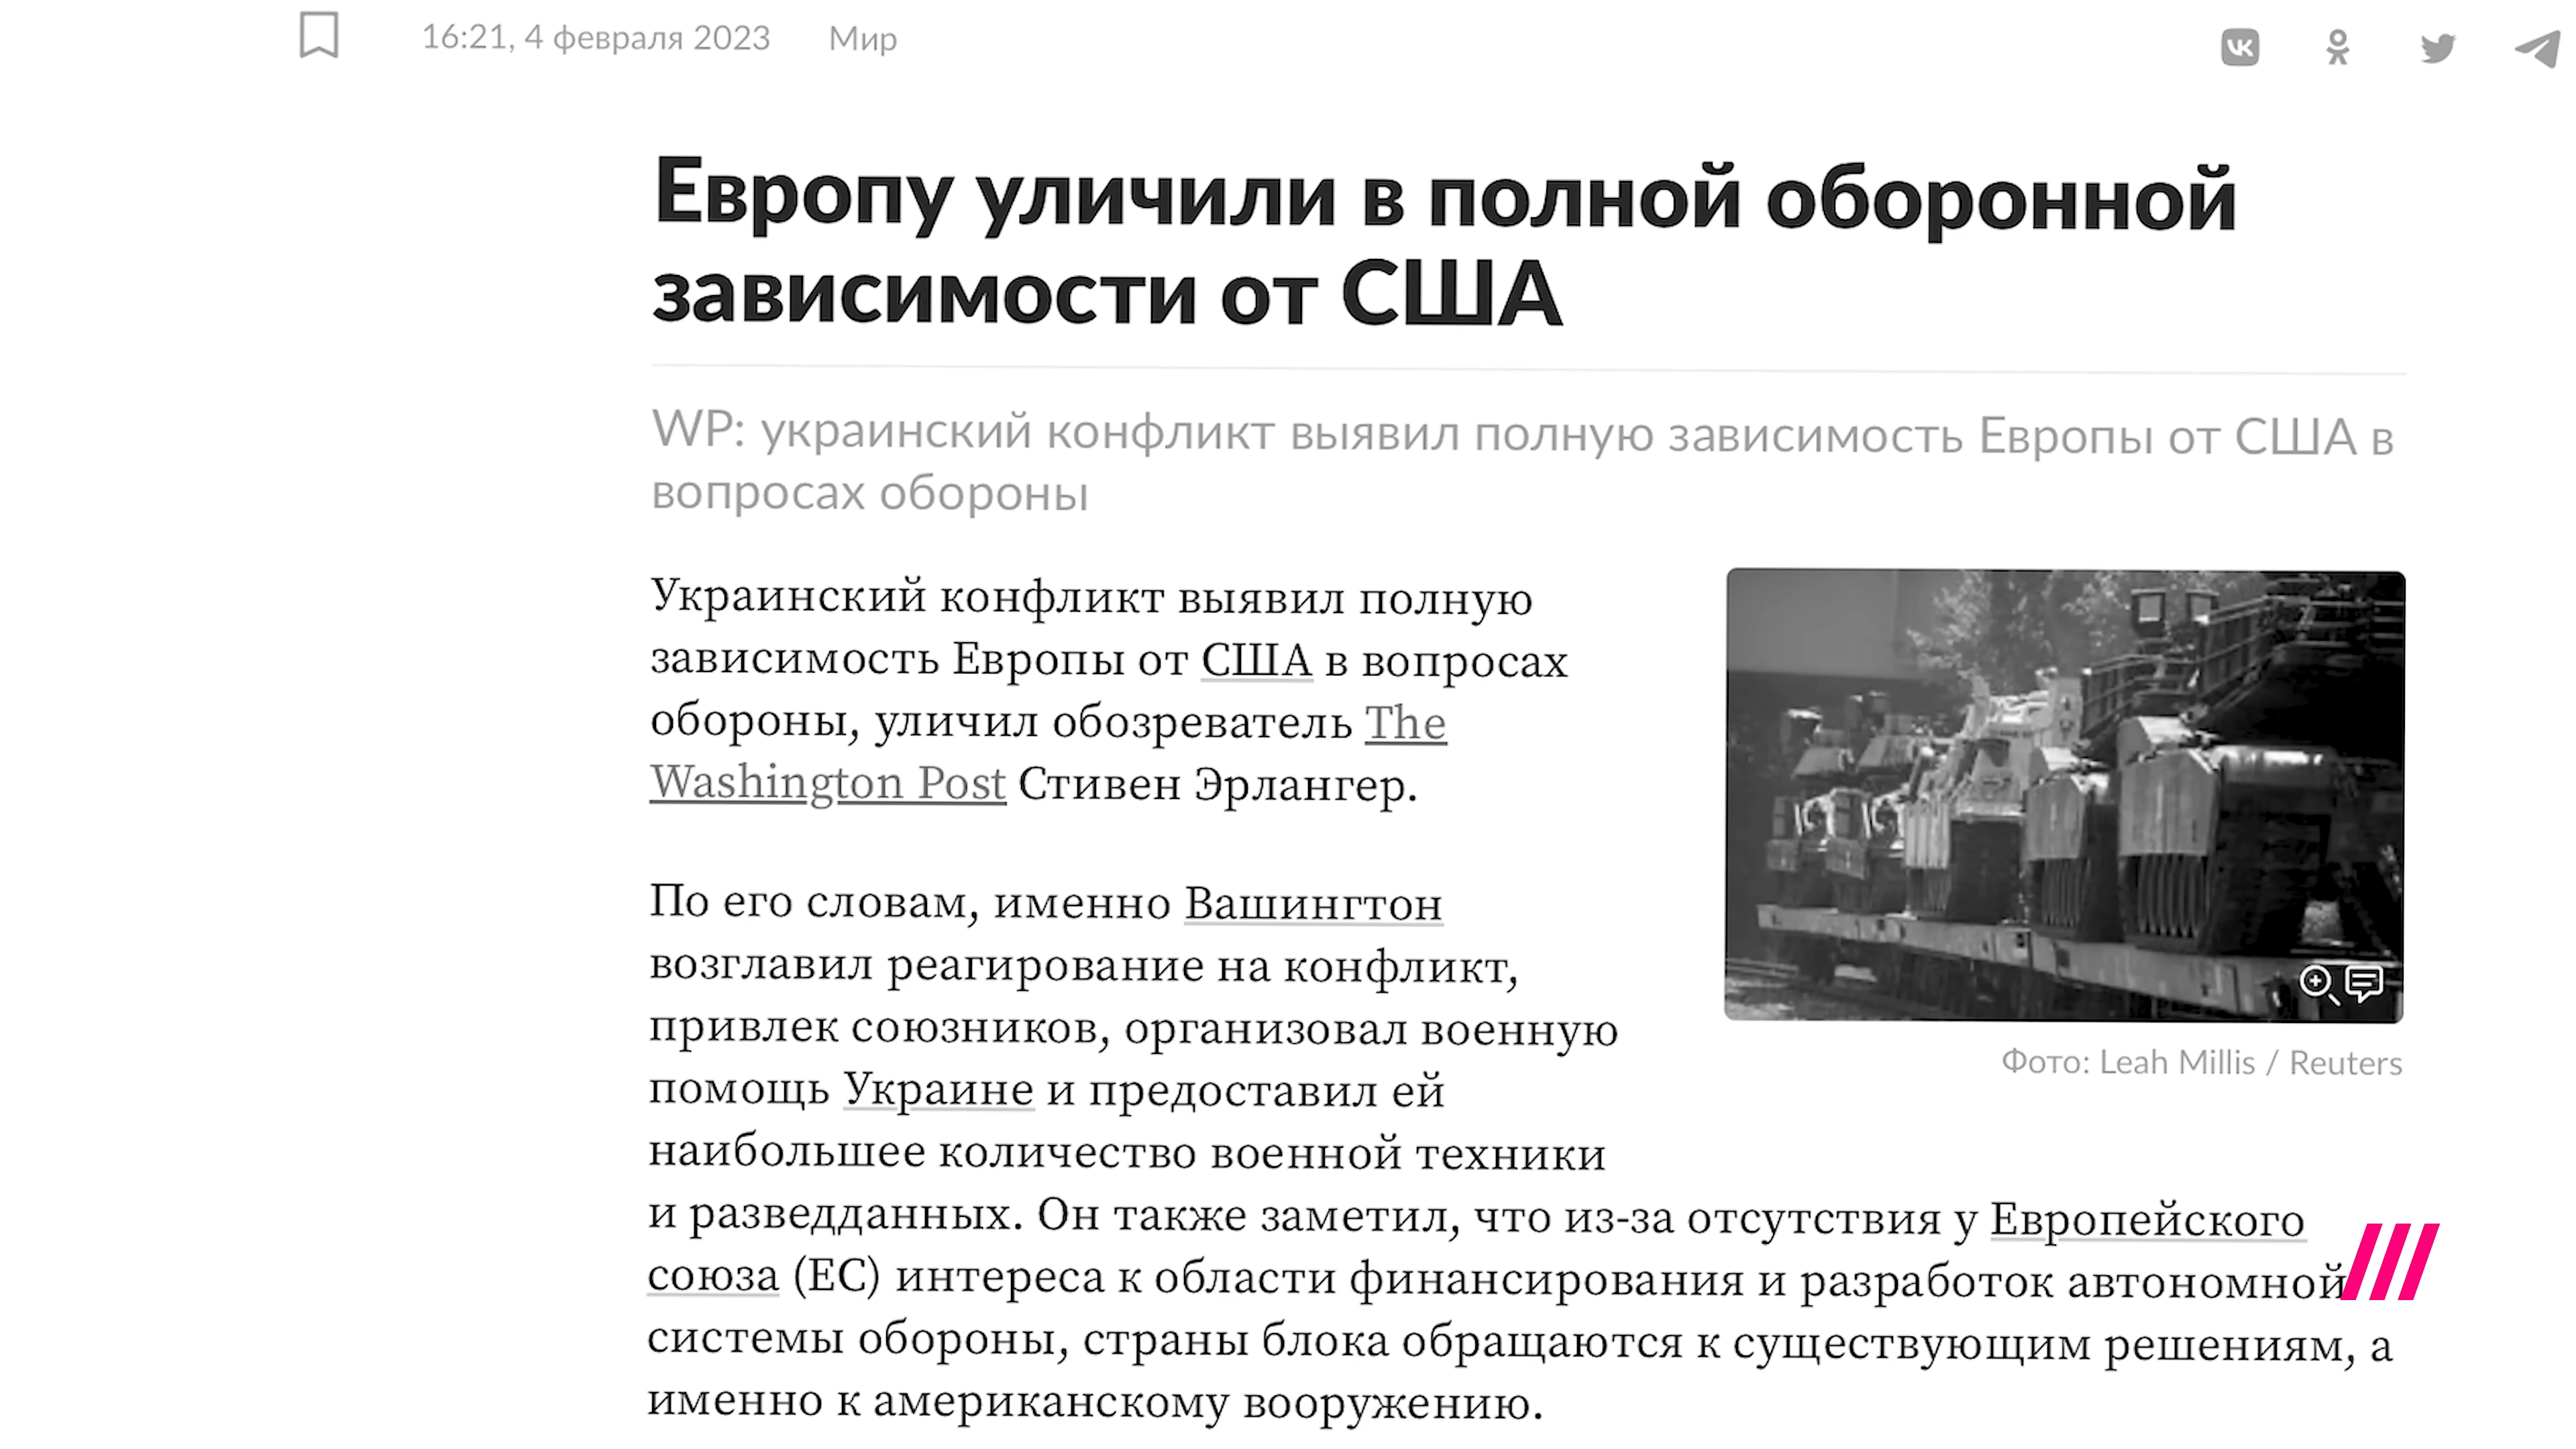 16:21, 4 февраля 2023 Мир
Европу уличили в полной оборонной
зависимости от США
WP: украинский конфликт выявил полную зависимость Европы от США в
вопросах обороны
Украинский конфликт выявил полную
зависимость Европы от США в вопросах
обороны, уличил обозреватель The
Washington Post Стивен Эрлангер.
По его словам, именно Вашингтон
возглавил реагирование на конфликт,
привлек союзников, организовал военную
помощь Украине и предоставил ей
наибольшее количество военной техники
и разведданных. Он также заметил, что из-за отсутствия у Европейского
союза (ЕС) интереса к области финансирования и разработок автономной
системы обороны, страны блока обращаются к существующим решениям, а
именно к американскому вооружению.
Фото: Leah Millis / Reuters